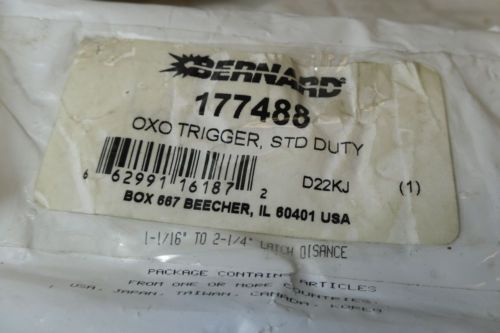 BERNARD
177488
OXO TRIGGER, STD DUTY
6 62991 16187 2
D22KJ (1)
BOX 667 BEECHER, IL 60401 USA
1-1/16" TO 2-1/4" LATCH DISANCE
PACKAGE CONTAINS ARTICLES
FROM ONE OR MORE COUNTRIES.
USA, JAPAN, TAIWAN, CANADA, KOREA